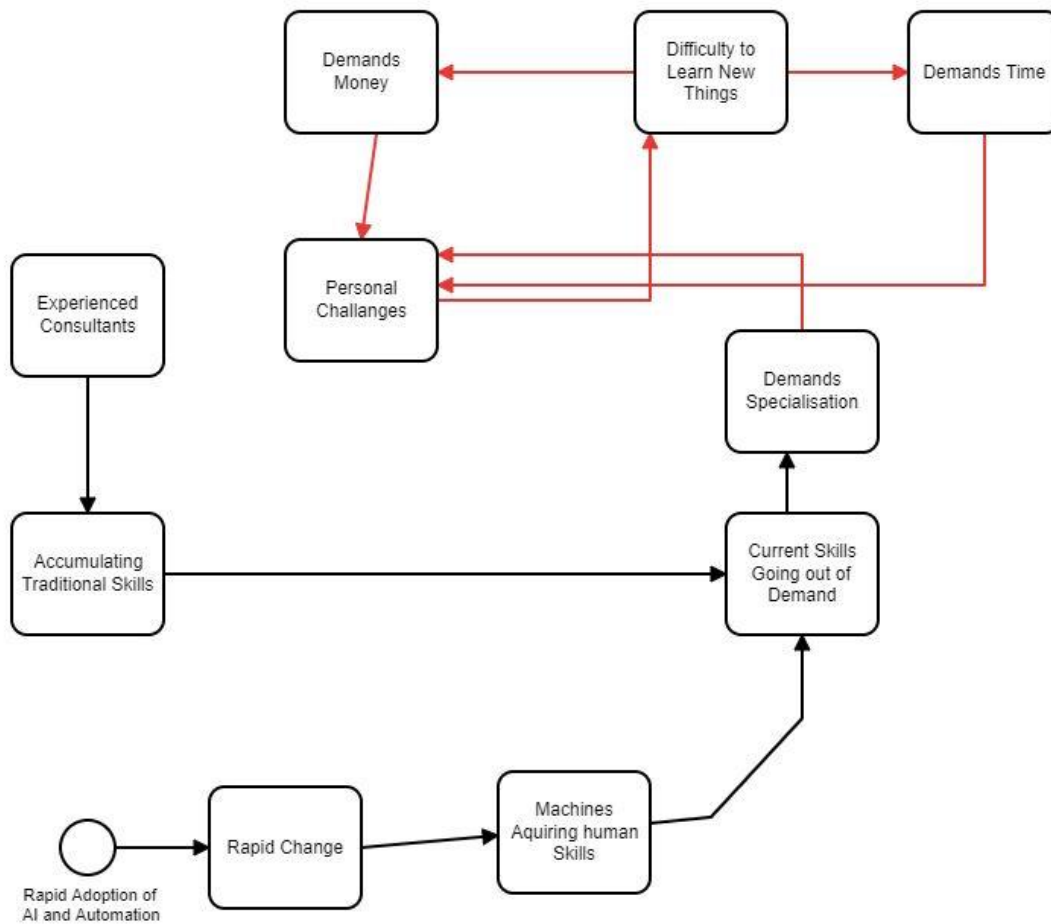 Demands
Money
Difficulty to
Learn New
Things
Demands Time
Experienced
Consultants
Personal
Challanges
Demands
Specialisation
Accumulating
Traditional Skills
Current Skills
Going out of
Demand
Rapid Change
Machines
Aquiring human
Skills
Rapid Adoption of
AI and Automation